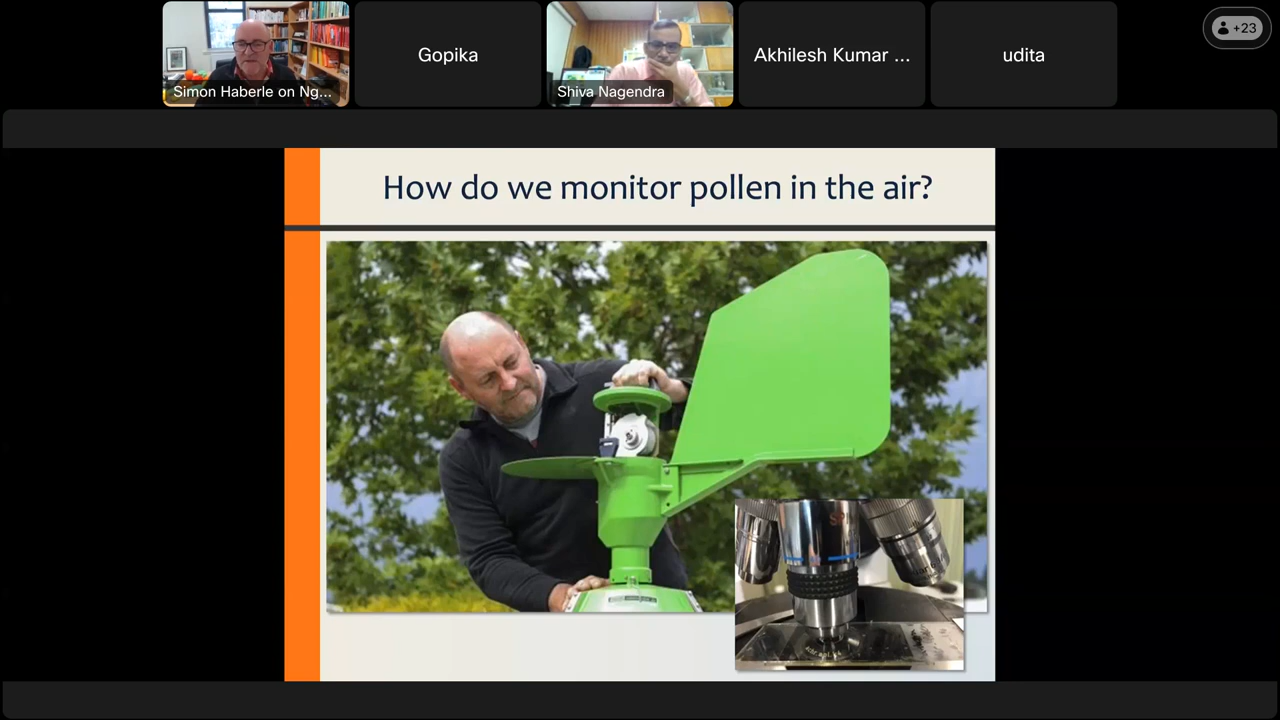 Simon Haberle on Ng...
Gopika
Shiva Nagendra
Akhilesh Kumar ...
udita
+23
How do we monitor pollen in the air?